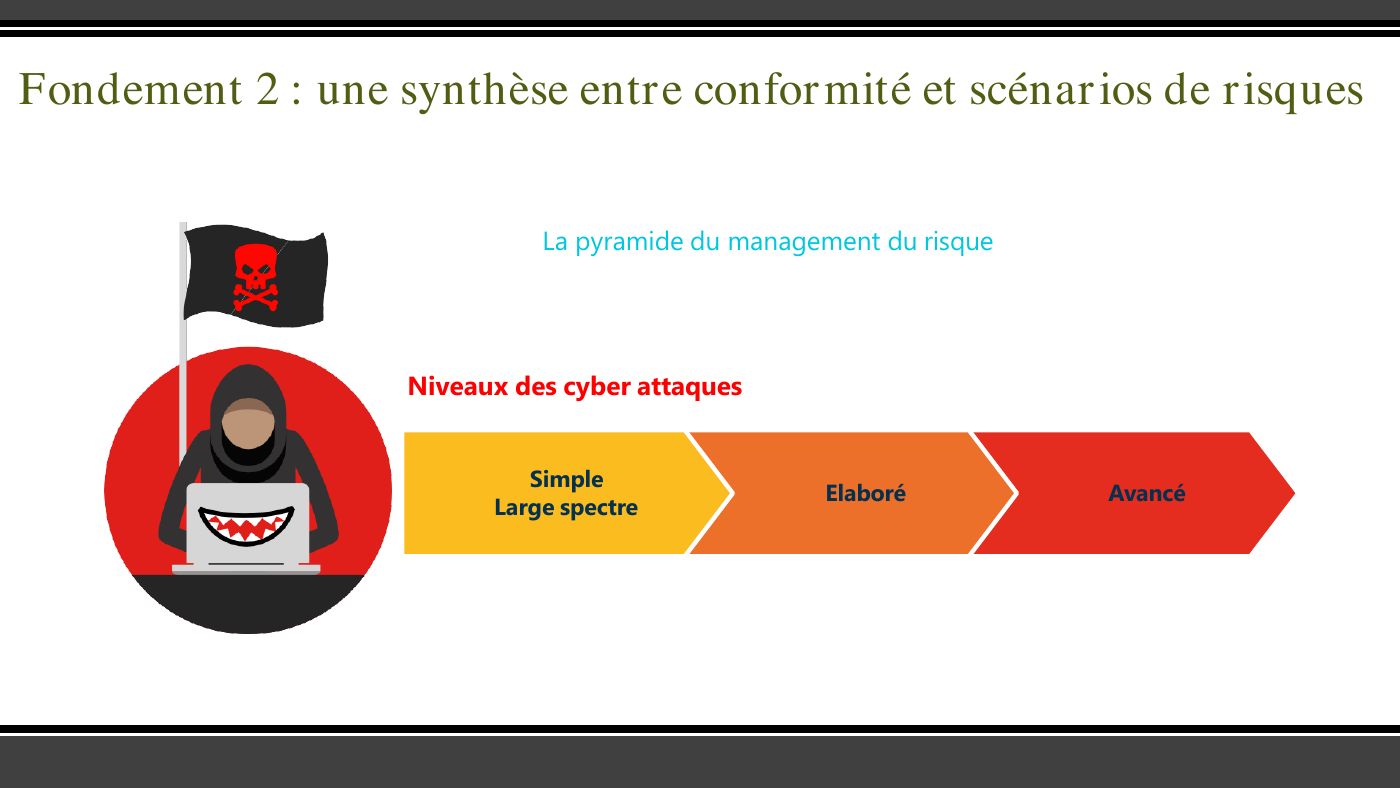 Fondement 2 : une synthèse entre conformité et scénarios de risques
La pyramide du management du risque
Niveaux des cyber attaques
Simple
Large spectre
Elaboré
Avancé